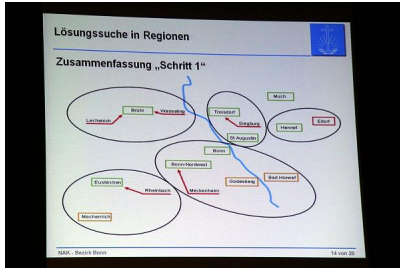 Lösungssuche in Regionen
Zusammenfassung „Schritt 1"
Brühl
Wesseling
Lechenich
Troisdorf
Siegburg
St Augustin
Much
Hennef
Eitorf
Bonn
Bonn-Nordwest
Godesberg
Bad Honnef
Meckenheim
Euskirchen
Rheinbach
Mechernich
NAK - Bezirk Bonn
14 von 20